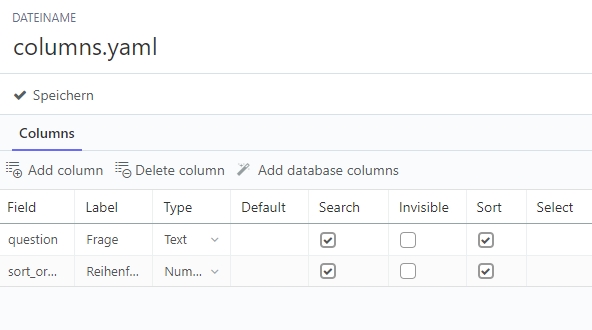 DATEINAME
columns.yaml
Speichern
Columns
Add column Delete column Add database columns
Field Label Type Default Search Invisible Sort Select
question Frage Text
sort_or... Reihenf... Num...